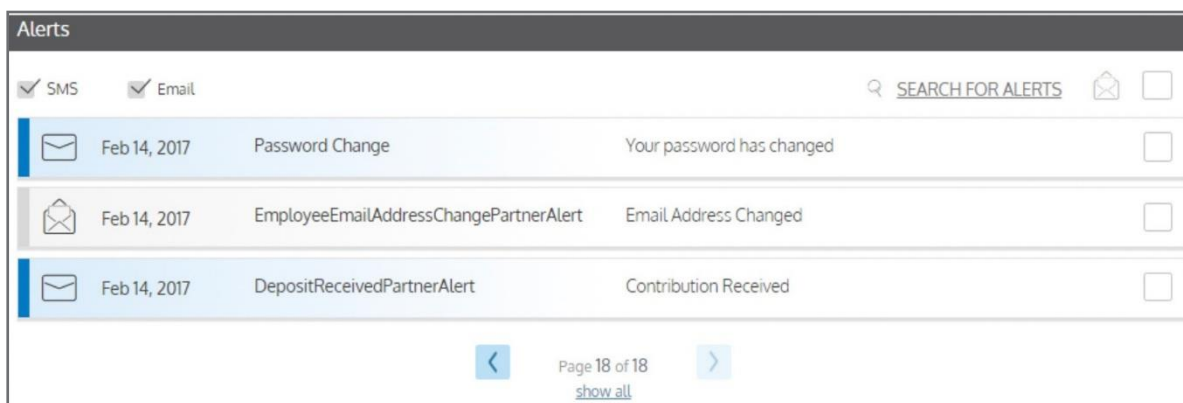 Alerts
SMS Email SEARCH FOR ALERTS
Feb 14, 2017 Password Change Your password has changed
Feb 14, 2017 EmployeeEmailAddressChangePartnerAlert Email Address Changed
Feb 14, 2017 DepositReceivedPartnerAlert Contribution Received
Page 18 of 18
show all